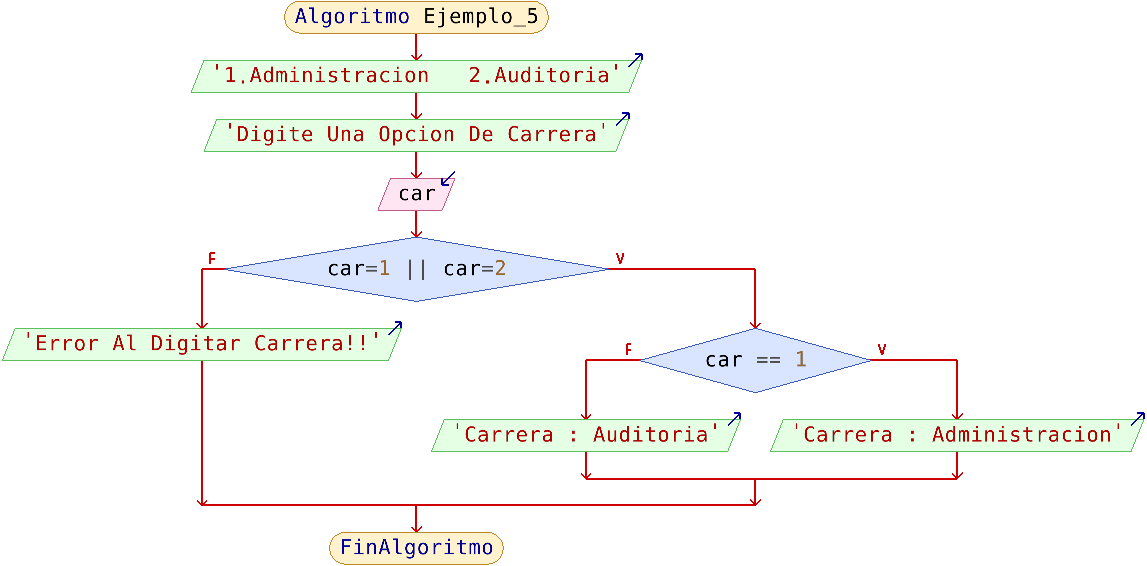 Algoritmo Ejemplo_5
'1.Administracion   2.Auditoria'
'Digite Una Opcion De Carrera'
car
F
car=1 || car=2
V
'Error Al Digitar Carrera!!'
F
car == 1
V
'Carrera : Auditoria'
'Carrera : Administracion'
FinAlgoritmo